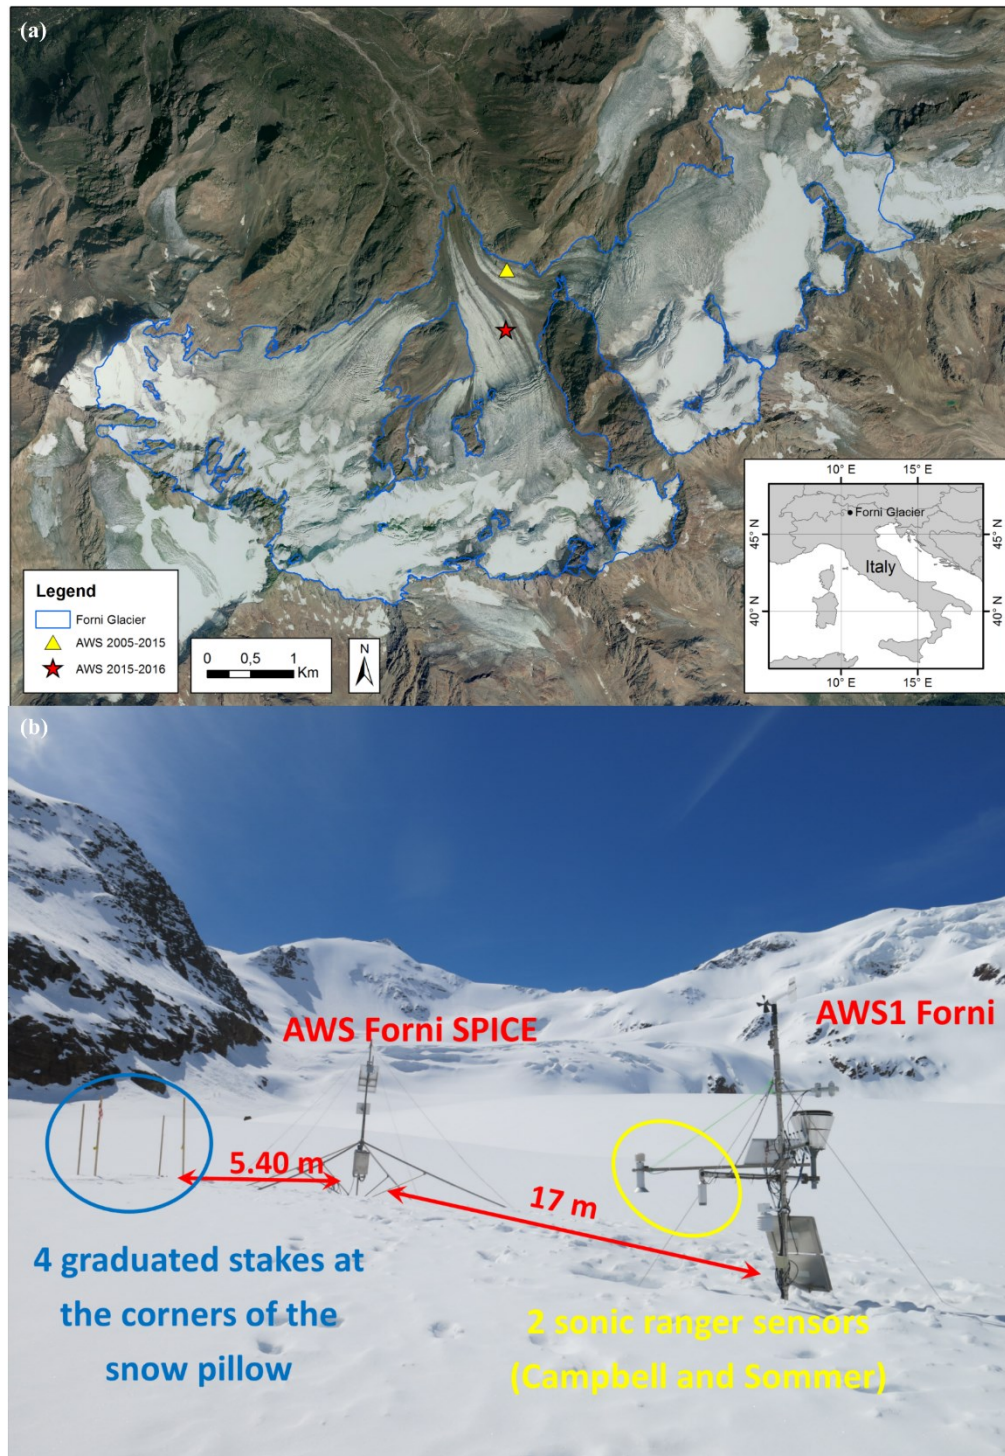 (a)
10° E 15° E
45° N
45° N
Forni Glacier
Italy
40° N
40° N
10° E 15° E
Legend
Forni Glacier
AWS 2005-2015
AWS 2015-2016
0 0,5 1
Km
N
(b)
AWS Forni SPICE
AWS1 Forni
5.40 m
17 m
4 graduated stakes at
the corners of the
snow pillow
2 sonic ranger sensors
(Campbell and Sommer)